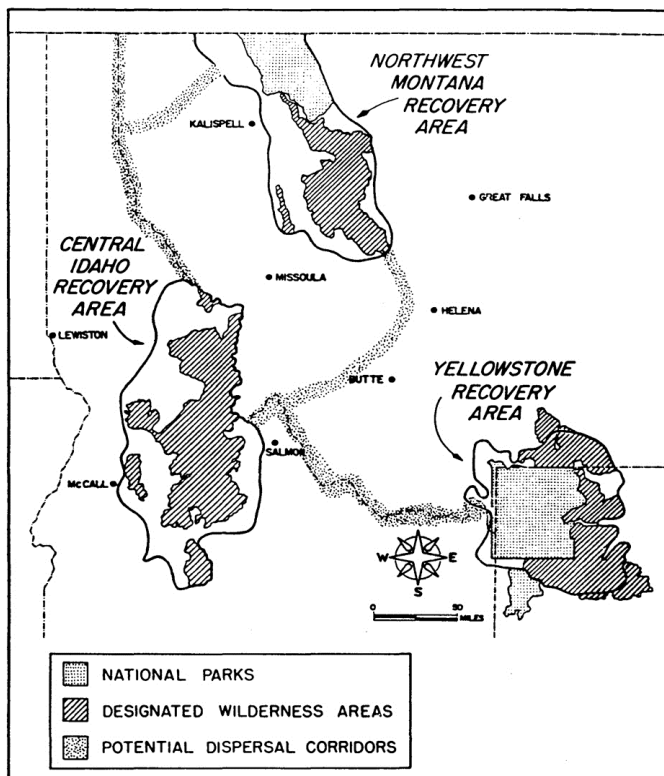 NORTHWEST
MONTANA
RECOVERY
AREA
KALISPELL
GREAT FALLS
CENTRAL
IDAHO
RECOVERY
AREA
MISSOULA
HELENA
LEWISTON
BUTTE
YELLOWSTONE
RECOVERY
AREA
SALMON
McCALL
W
E
S
0
50
MILES
NATIONAL PARKS
DESIGNATED WILDERNESS AREAS
POTENTIAL DISPERSAL CORRIDORS